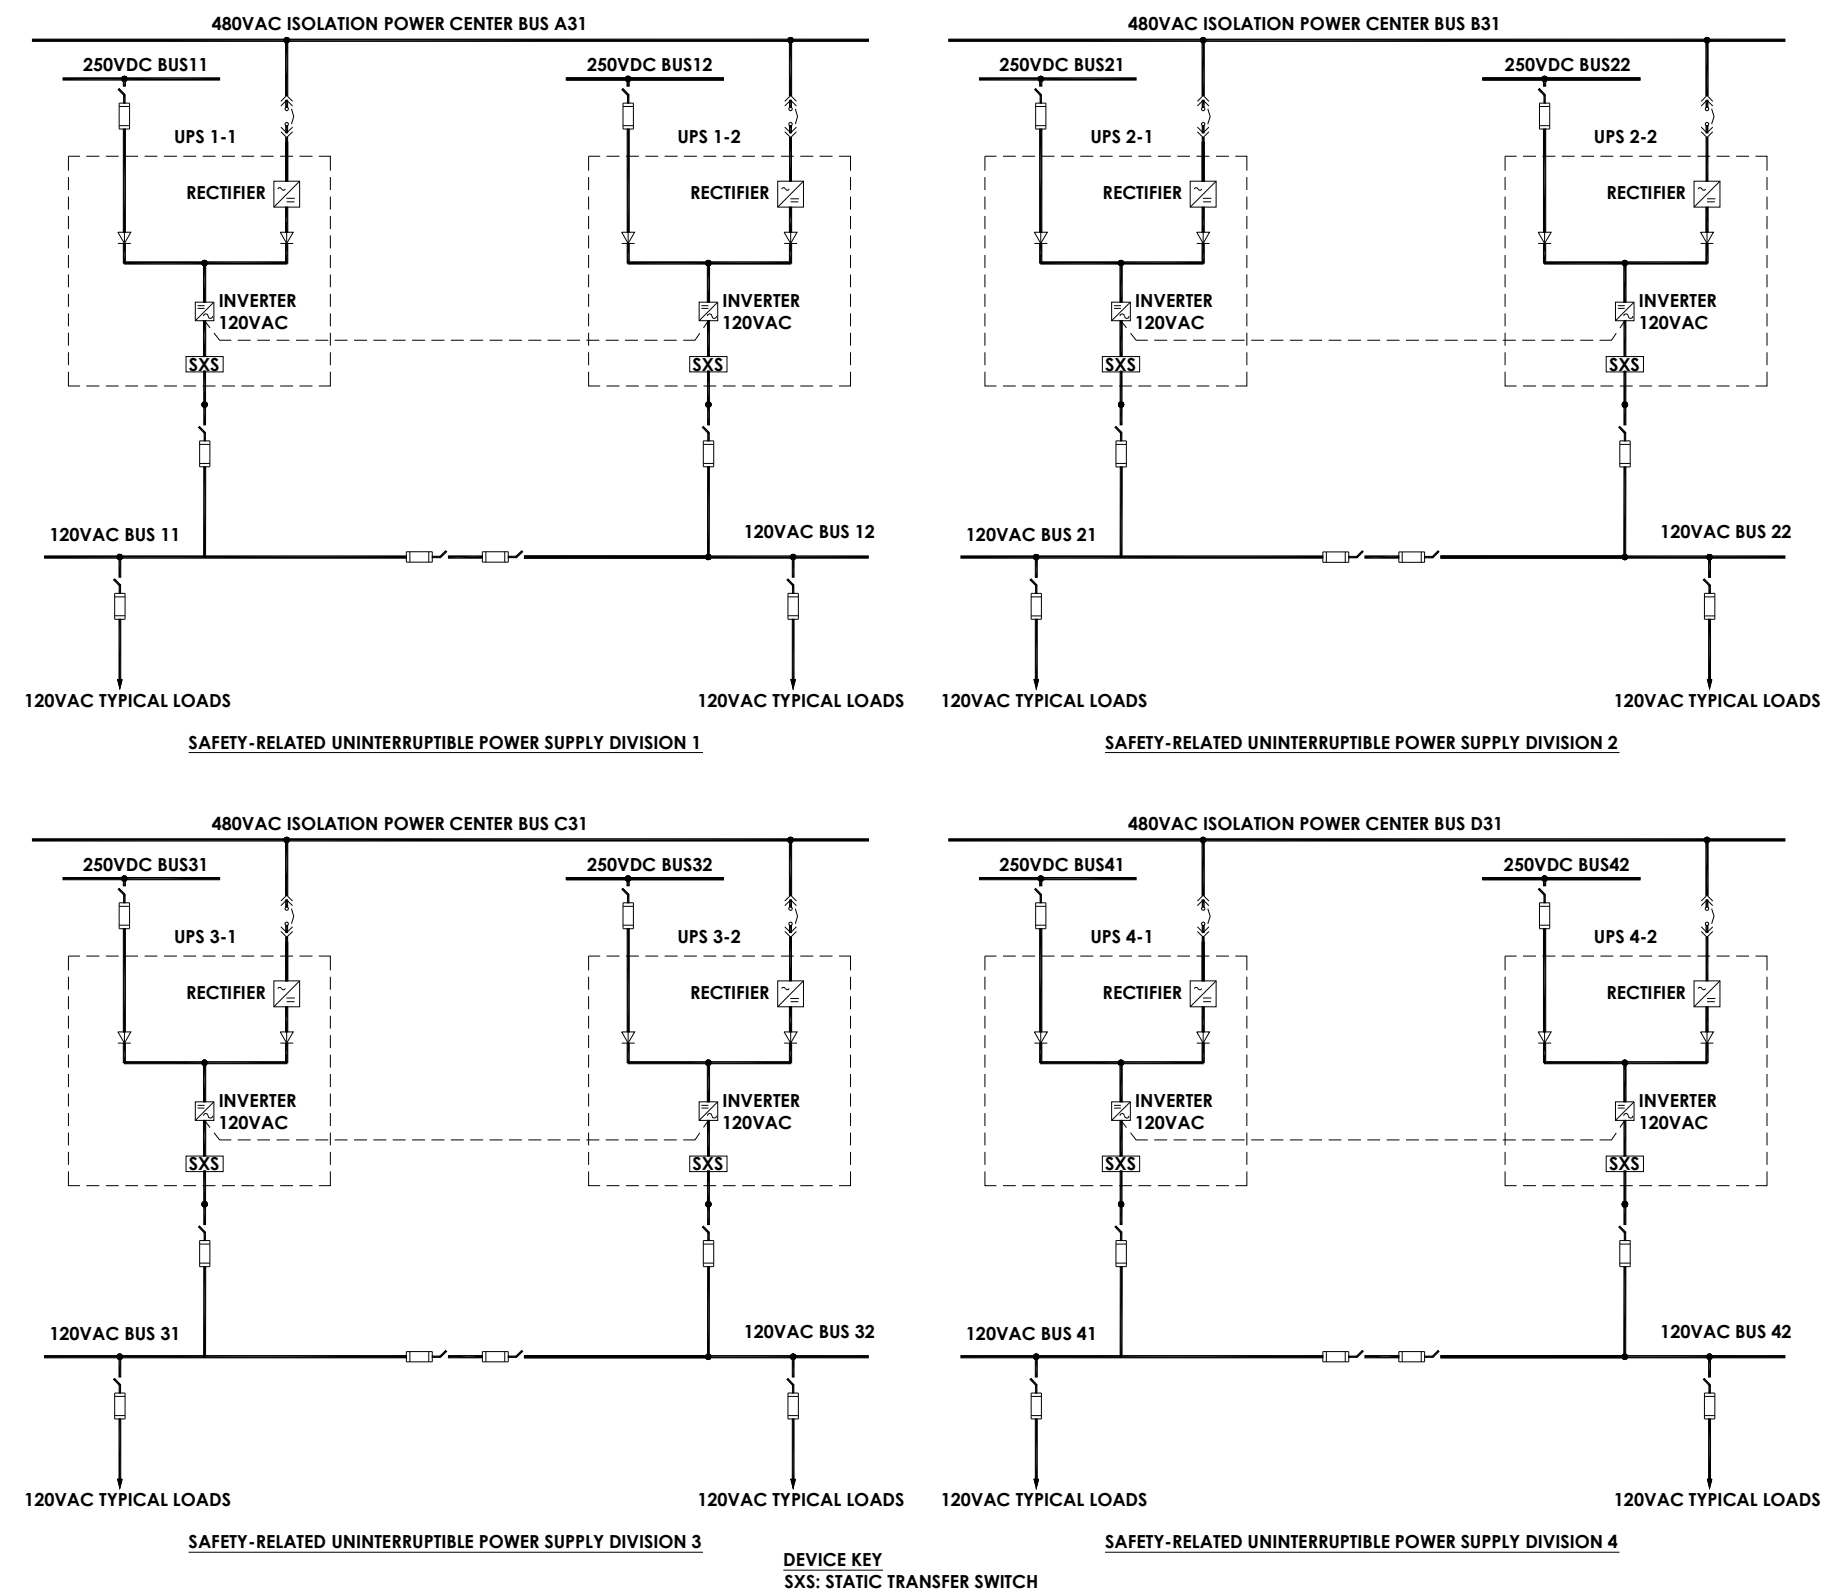 480VAC ISOLATION POWER CENTER BUS A31
250VDC BUS11
250VDC BUS12
UPS 1-1
UPS 1-2
RECTIFIER
RECTIFIER
INVERTER
120VAC
INVERTER
120VAC
SXS
SXS
120VAC BUS 11
120VAC BUS 12
120VAC TYPICAL LOADS
120VAC TYPICAL LOADS
SAFETY-RELATED UNINTERRUPTIBLE POWER SUPPLY DIVISION 1
480VAC ISOLATION POWER CENTER BUS B31
250VDC BUS21
250VDC BUS22
UPS 2-1
UPS 2-2
RECTIFIER
RECTIFIER
INVERTER
120VAC
INVERTER
120VAC
SXS
SXS
120VAC BUS 21
120VAC BUS 22
120VAC TYPICAL LOADS
120VAC TYPICAL LOADS
SAFETY-RELATED UNINTERRUPTIBLE POWER SUPPLY DIVISION 2
480VAC ISOLATION POWER CENTER BUS C31
250VDC BUS31
250VDC BUS32
UPS 3-1
UPS 3-2
RECTIFIER
RECTIFIER
INVERTER
120VAC
INVERTER
120VAC
SXS
SXS
120VAC BUS 31
120VAC BUS 32
120VAC TYPICAL LOADS
120VAC TYPICAL LOADS
SAFETY-RELATED UNINTERRUPTIBLE POWER SUPPLY DIVISION 3
480VAC ISOLATION POWER CENTER BUS D31
250VDC BUS41
250VDC BUS42
UPS 4-1
UPS 4-2
RECTIFIER
RECTIFIER
INVERTER
120VAC
INVERTER
120VAC
SXS
SXS
120VAC BUS 41
120VAC BUS 42
120VAC TYPICAL LOADS
120VAC TYPICAL LOADS
SAFETY-RELATED UNINTERRUPTIBLE POWER SUPPLY DIVISION 4
DEVICE KEY
SXS: STATIC TRANSFER SWITCH